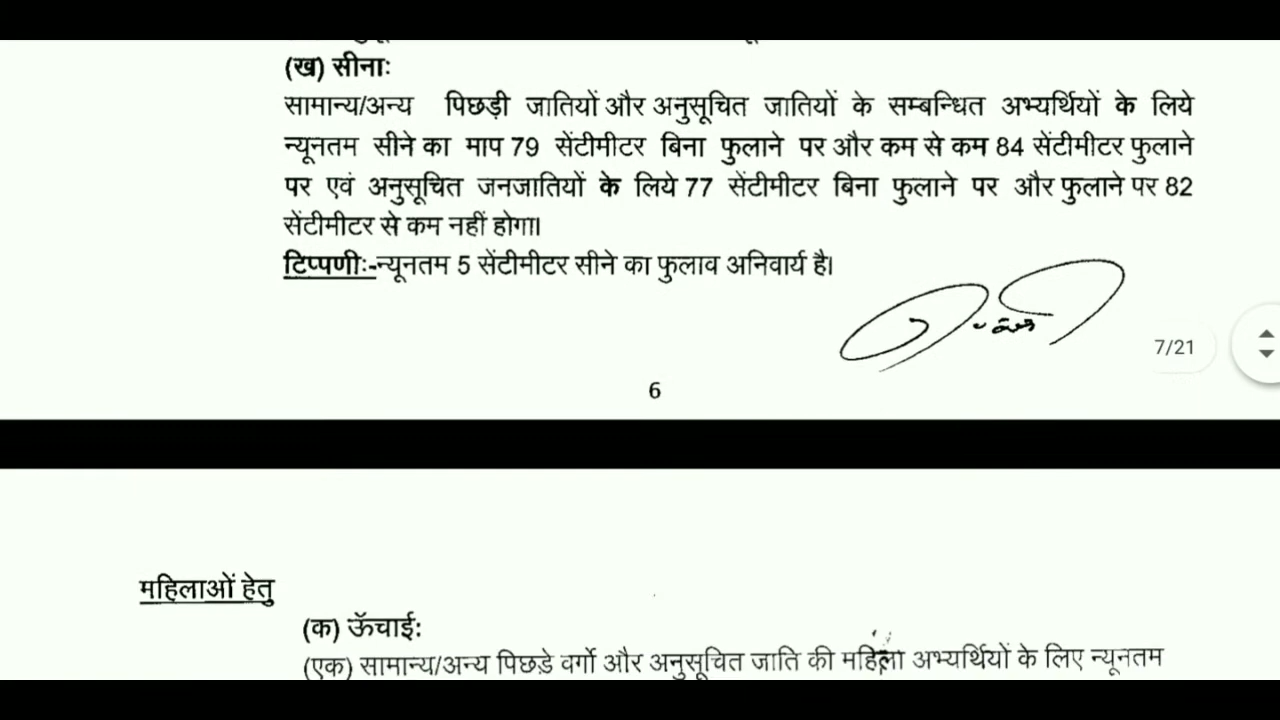 (ख) सीनाः
सामान्य/अन्य पिछड़ी जातियों और अनुसूचित जातियों के सम्बन्धित अभ्यर्थियों के लिये
न्यूनतम सीने का माप 79 सेंटीमीटर बिना फुलाने पर और कम से कम 84 सेंटीमीटर फुलाने
पर एवं अनुसूचित जनजातियों के लिये 77 सेंटीमीटर बिना फुलाने पर और फुलाने पर 82
सेंटीमीटर से कम नहीं होगा।
टिप्पणीः-न्यूनतम 5 सेंटीमीटर सीने का फुलाव अनिवार्य है।
7/21
6
महिलाओं हेतु
(क) ऊँचाईः
(एक) सामान्य/अन्य पिछड़े वर्गो और अनुसूचित जाति की महिला अभ्यर्थियों के लिए न्यूनतम